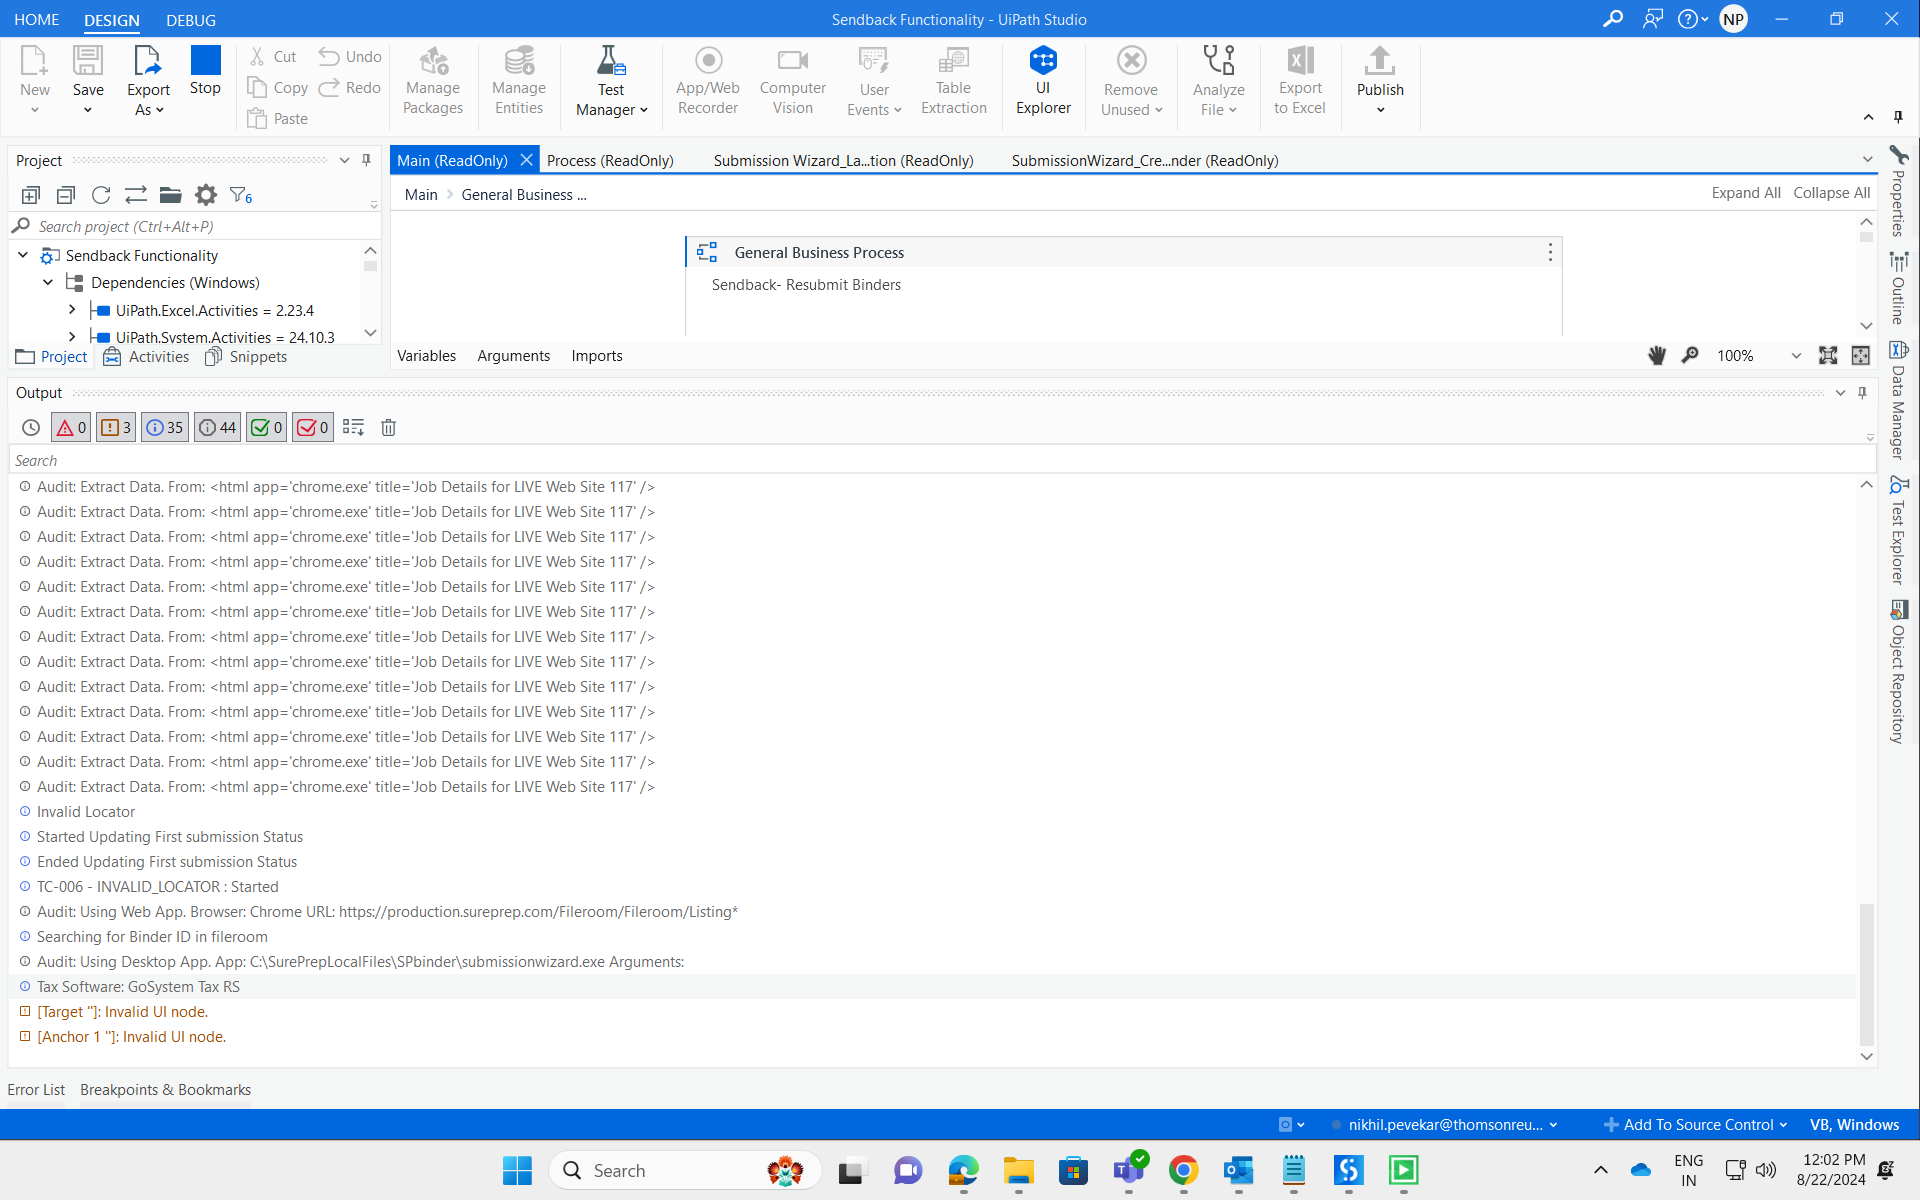 HOME DESIGN DEBUG Sendback Functionality - UiPath Studio NP
New Save Export As Stop Cut Copy Paste Undo Redo Manage Packages Manage Entities Test Manager App/Web Recorder Computer Vision User Events Table Extraction UI Explorer Remove Unused Analyze File Export to Excel Publish
Project
6
Search project (Ctrl+Alt+P)
Sendback Functionality
Dependencies (Windows)
UiPath.Excel.Activities = 2.23.4
UiPath.System.Activities = 24.10.3
Project Activities Snippets
Main (ReadOnly) Process (ReadOnly) Submission Wizard_La...tion (ReadOnly) SubmissionWizard_Cre...nder (ReadOnly)
Main > General Business ... Expand All Collapse All
General Business Process
Sendback- Resubmit Binders
Variables Arguments Imports 100%
Properties
Outline
Data Manager
Test Explorer
Object Repository
Output
0 3 35 44 0 0
Search
Audit: Extract Data. From: <html app='chrome.exe' title='Job Details for LIVE Web Site 117' />
Audit: Extract Data. From: <html app='chrome.exe' title='Job Details for LIVE Web Site 117' />
Audit: Extract Data. From: <html app='chrome.exe' title='Job Details for LIVE Web Site 117' />
Audit: Extract Data. From: <html app='chrome.exe' title='Job Details for LIVE Web Site 117' />
Audit: Extract Data. From: <html app='chrome.exe' title='Job Details for LIVE Web Site 117' />
Audit: Extract Data. From: <html app='chrome.exe' title='Job Details for LIVE Web Site 117' />
Audit: Extract Data. From: <html app='chrome.exe' title='Job Details for LIVE Web Site 117' />
Audit: Extract Data. From: <html app='chrome.exe' title='Job Details for LIVE Web Site 117' />
Audit: Extract Data. From: <html app='chrome.exe' title='Job Details for LIVE Web Site 117' />
Audit: Extract Data. From: <html app='chrome.exe' title='Job Details for LIVE Web Site 117' />
Audit: Extract Data. From: <html app='chrome.exe' title='Job Details for LIVE Web Site 117' />
Audit: Extract Data. From: <html app='chrome.exe' title='Job Details for LIVE Web Site 117' />
Audit: Extract Data. From: <html app='chrome.exe' title='Job Details for LIVE Web Site 117' />
Invalid Locator
Started Updating First submission Status
Ended Updating First submission Status
TC-006 - INVALID_LOCATOR : Started
Audit: Using Web App. Browser: Chrome URL: https://production.sureprep.com/Fileroom/Fileroom/Listing*
Searching for Binder ID in fileroom
Audit: Using Desktop App. App: C:\SurePrepLocalFiles\SPbinder\submissionwizard.exe Arguments:
Tax Software: GoSystem Tax RS
[Target '']: Invalid UI node.
[Anchor 1 '']: Invalid UI node.
Error List Breakpoints & Bookmarks
nikhil.pevekar@thomsonreu... Add To Source Control VB, Windows
Search ENG IN 12:02 PM 8/22/2024